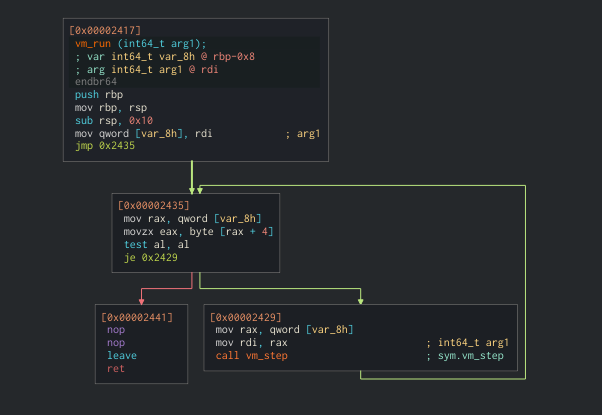 [0x00002417]
vm_run (int64_t arg1);
; var int64_t var_8h @ rbp-0x8
; arg int64_t arg1 @ rdi
endbr64
push rbp
mov rbp, rsp
sub rsp, 0x10
mov qword [var_8h], rdi ; arg1
jmp 0x2435
[0x00002435]
mov rax, qword [var_8h]
movzx eax, byte [rax + 4]
test al, al
je 0x2429
[0x00002441]
nop
nop
leave
ret
[0x00002429]
mov rax, qword [var_8h]
mov rdi, rax ; int64_t arg1
call vm_step ; sym.vm_step